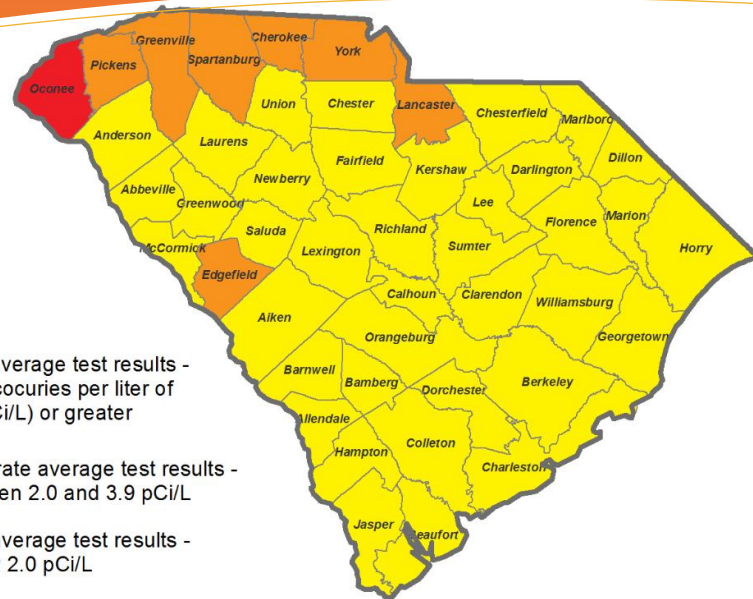 Greenville
Cherokee
York
Pickens
Spartanburg
Oconee
Union
Chester
Lancaster
Chesterfield
Marlboro
Anderson
Laurens
Dillon
Fairfield
Kershaw
Darlington
Abbeville
Newberry
Greenwood
Lee
Marion
Florence
Saluda
Richland
McCormick
Lexington
Sumter
Horry
Edgefield
Calhoun
Clarendon
Williamsburg
Aiken
Orangeburg
Georgetown
verage test results -
cocuries per liter of
Ci/L) or greater
Barnwell
Bamberg
Dorchester
Berkeley
Allendale
Colleton
Hampton
Charleston
rate average test results -
en 2.0 and 3.9 pCi/L
Jasper
Beaufort
verage test results -
2.0 pCi/L